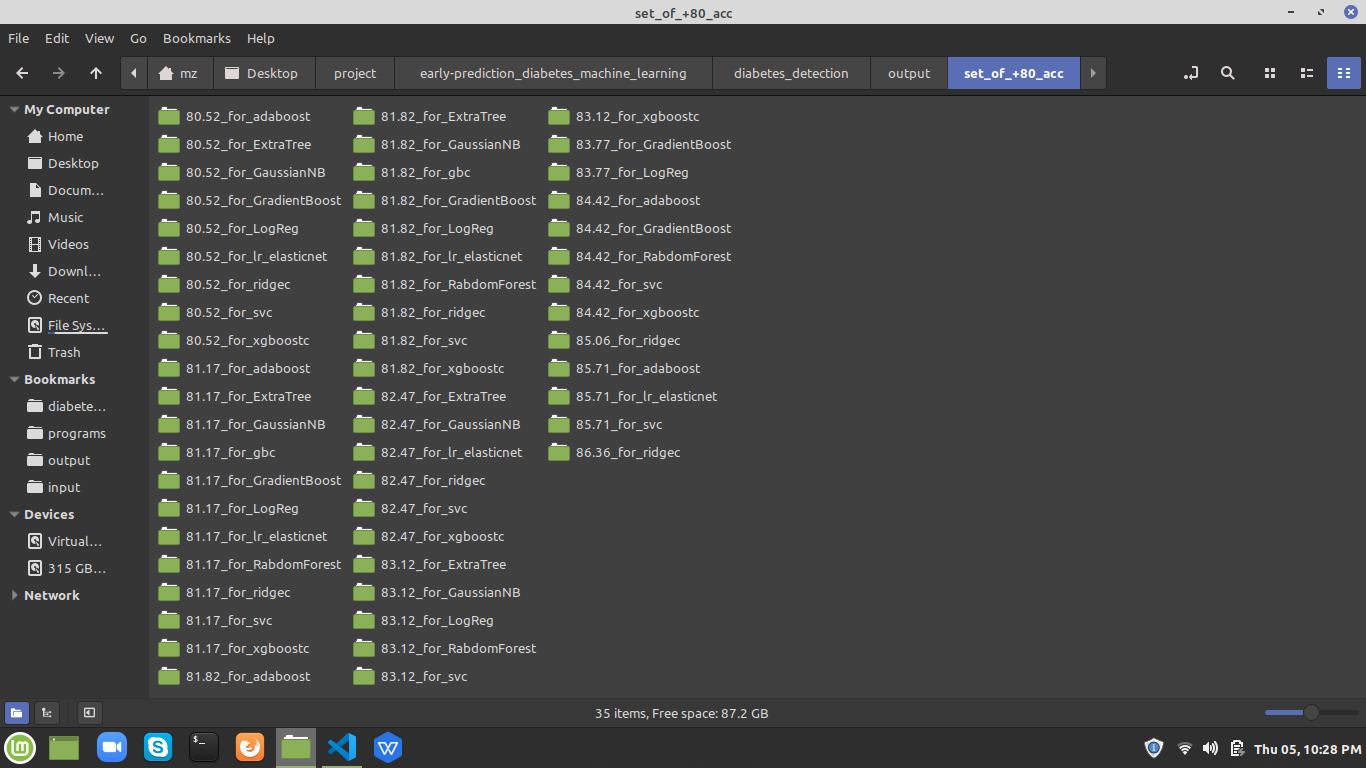 set_of_+80_acc
File Edit View Go Bookmarks Help
mz Desktop project early-prediction_diabetes_machine_learning diabetes_detection output set_of_+80_acc
My Computer
Home
Desktop
Docum...
Music
Videos
Downl...
Recent
File Sys...
Trash
Bookmarks
diabete...
programs
output
input
Devices
Virtual...
315 GB...
Network
80.52_for_adaboost
80.52_for_ExtraTree
80.52_for_GaussianNB
80.52_for_GradientBoost
80.52_for_LogReg
80.52_for_lr_elasticnet
80.52_for_ridgec
80.52_for_svc
80.52_for_xgboostc
81.17_for_adaboost
81.17_for_ExtraTree
81.17_for_GaussianNB
81.17_for_gbc
81.17_for_GradientBoost
81.17_for_LogReg
81.17_for_lr_elasticnet
81.17_for_RabdomForest
81.17_for_ridgec
81.17_for_svc
81.17_for_xgboostc
81.82_for_adaboost
81.82_for_ExtraTree
81.82_for_GaussianNB
81.82_for_gbc
81.82_for_GradientBoost
81.82_for_LogReg
81.82_for_lr_elasticnet
81.82_for_RabdomForest
81.82_for_ridgec
81.82_for_svc
81.82_for_xgboostc
82.47_for_ExtraTree
82.47_for_GaussianNB
82.47_for_lr_elasticnet
82.47_for_ridgec
82.47_for_svc
82.47_for_xgboostc
83.12_for_ExtraTree
83.12_for_GaussianNB
83.12_for_LogReg
83.12_for_RabdomForest
83.12_for_svc
83.12_for_xgboostc
83.77_for_GradientBoost
83.77_for_LogReg
84.42_for_adaboost
84.42_for_GradientBoost
84.42_for_RabdomForest
84.42_for_svc
84.42_for_xgboostc
85.06_for_ridgec
85.71_for_adaboost
85.71_for_lr_elasticnet
85.71_for_svc
86.36_for_ridgec
35 items, Free space: 87.2 GB
Thu 05, 10:28 PM